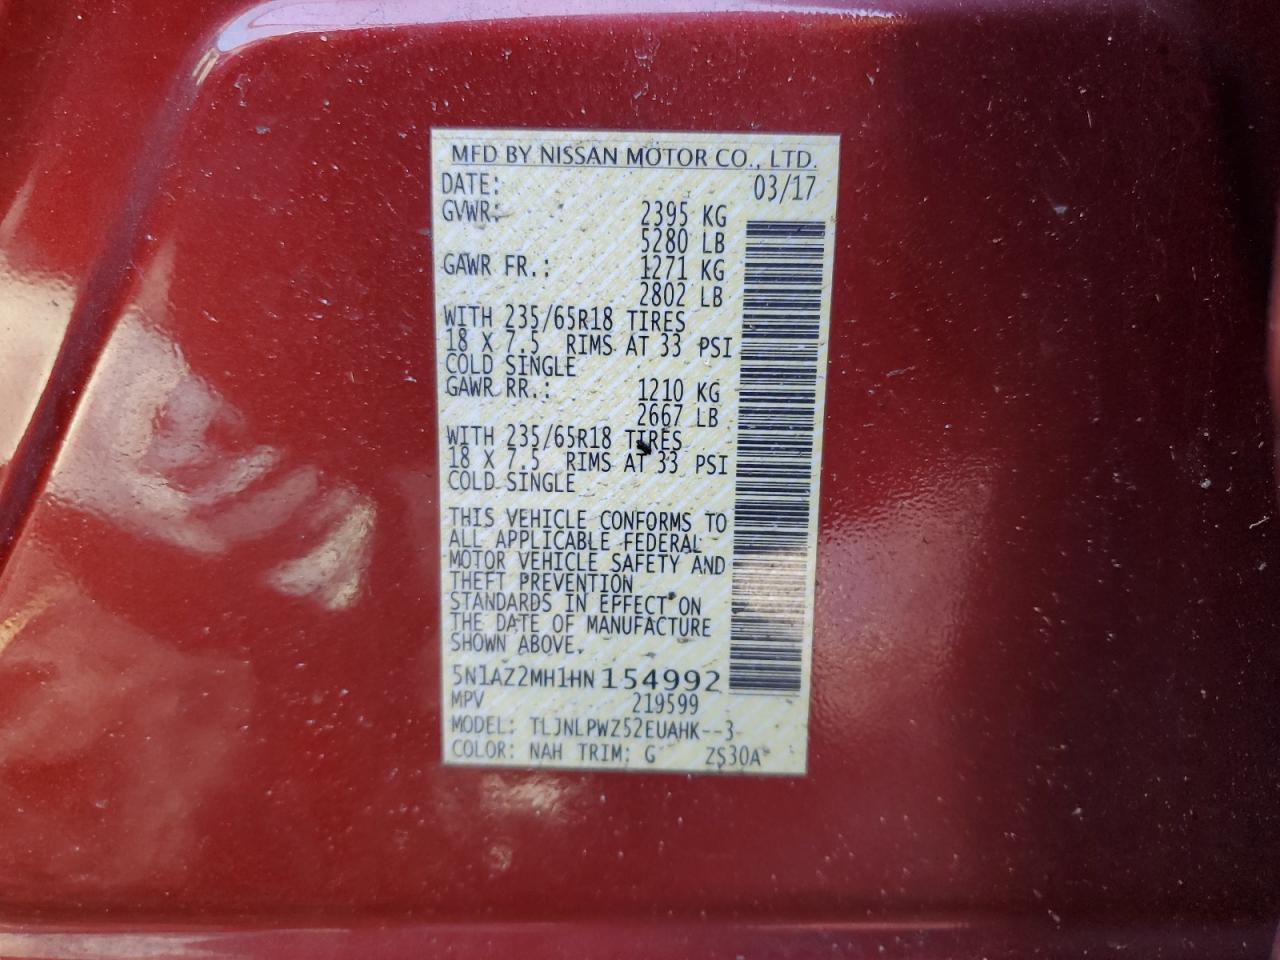 MFD BY NISSAN MOTOR CO., LTD.
DATE: 03/17
GVWR: 2395 KG
5280 LB
GAWR FR.: 1271 KG
2802 LB
WITH 235/65R18 TIRES
18 X 7.5 RIMS AT 33 PSI
COLD SINGLE
GAWR RR.: 1210 KG
2667 LB
WITH 235/65R18 TIRES
18 X 7.5 RIMS AT 33 PSI
COLD SINGLE
THIS VEHICLE CONFORMS TO
ALL APPLICABLE FEDERAL
MOTOR VEHICLE SAFETY AND
THEFT PREVENTION
STANDARDS IN EFFECT ON
THE DATE OF MANUFACTURE
SHOWN ABOVE.
5N1AZ2MH1HN154992
MPV 219599
MODEL: TLJNLPWZ52EUAHK--3
COLOR: NAH TRIM: G ZS30A